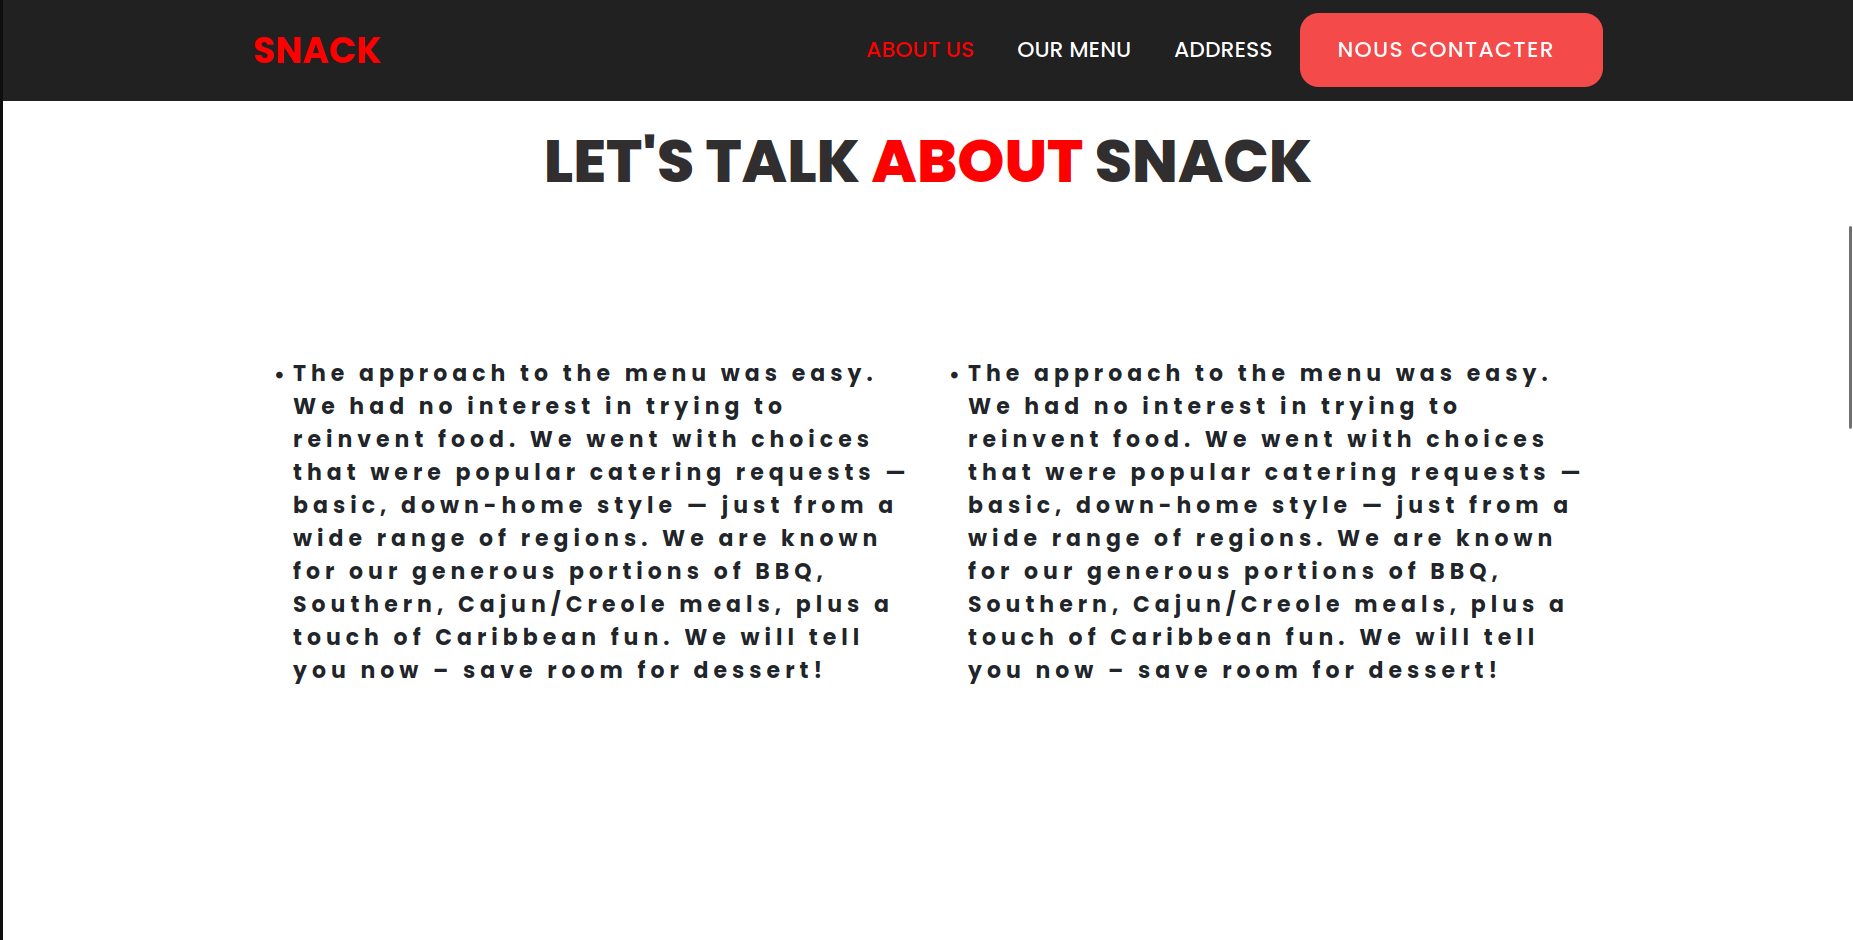 SNACK
ABOUT US
OUR MENU
ADDRESS
NOUS CONTACTER
LET'S TALK ABOUT SNACK
• The approach to the menu was easy.
We had no interest in trying to
reinvent food. We went with choices
that were popular catering requests —
basic, down-home style — just from a
wide range of regions. We are known
for our generous portions of BBQ,
Southern, Cajun/Creole meals, plus a
touch of Caribbean fun. We will tell
you now – save room for dessert!
• The approach to the menu was easy.
We had no interest in trying to
reinvent food. We went with choices
that were popular catering requests —
basic, down-home style — just from a
wide range of regions. We are known
for our generous portions of BBQ,
Southern, Cajun/Creole meals, plus a
touch of Caribbean fun. We will tell
you now – save room for dessert!